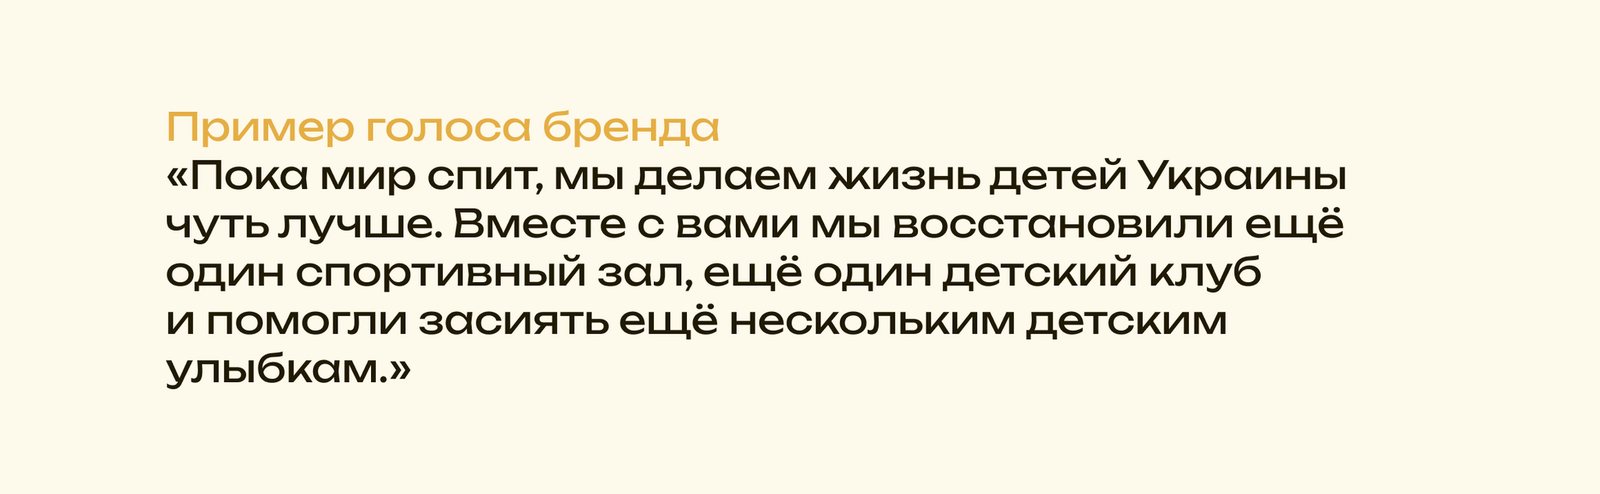 Пример голоса бренда
«Пока мир спит, мы делаем жизнь детей Украины
чуть лучше. Вместе с вами мы восстановили ещё
один спортивный зал, ещё один детский клуб
и помогли засиять ещё нескольким детским
улыбкам.»